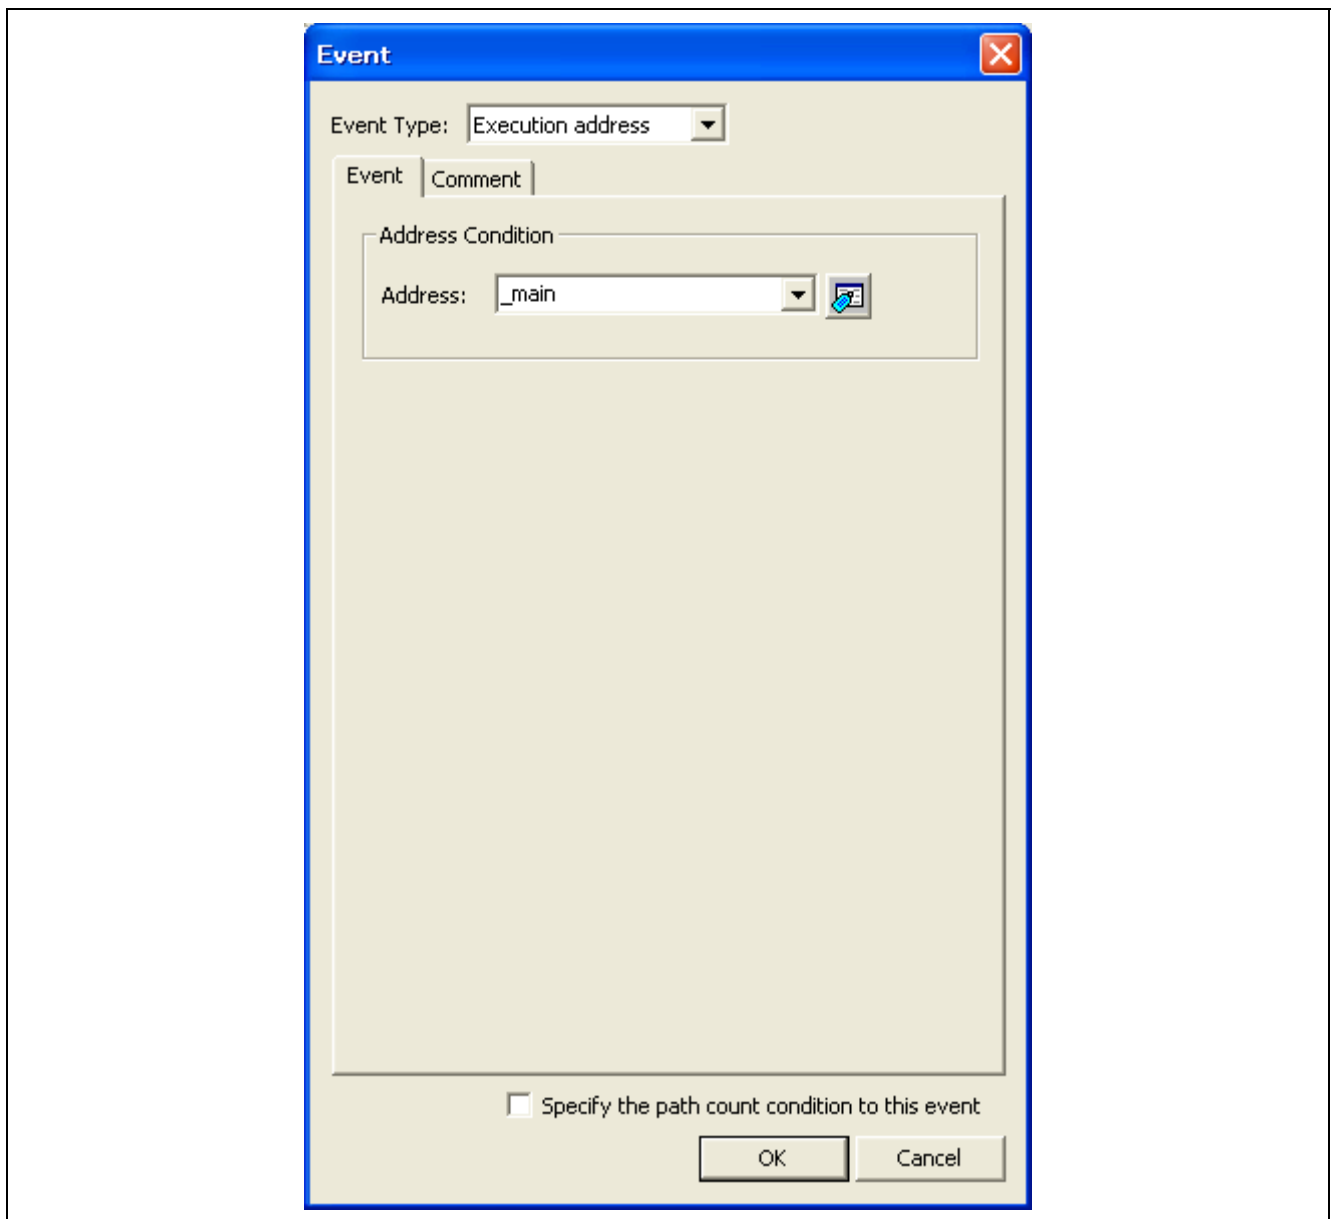 Event
Event Type: Execution address
Event Comment
Address Condition
Address: _main
Specify the path count condition to this event
OK Cancel